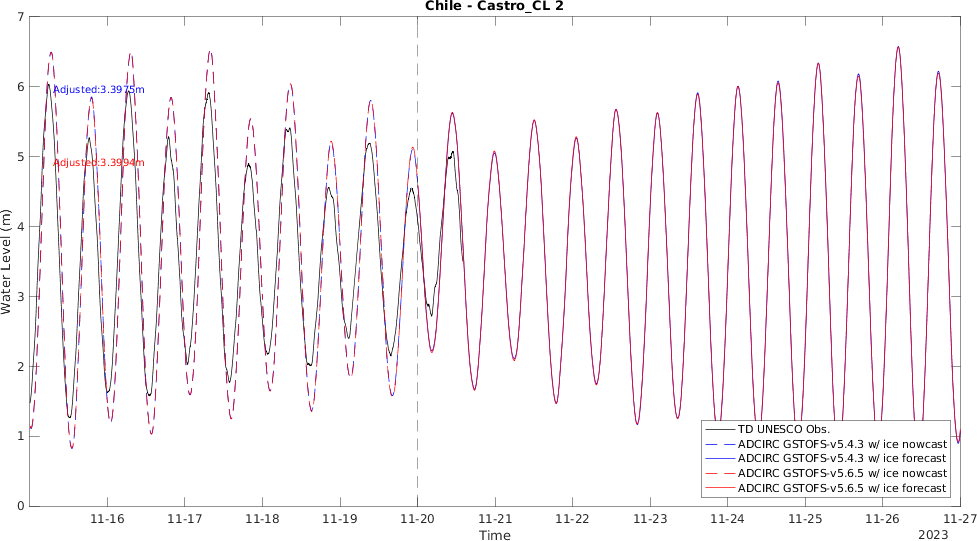 Chile - Castro_CL 2
7
6
5
4
3
2
1
0
Water Level (m)
Adjusted:3.3975m
Adjusted:3.3994m
TD UNESCO Obs.
ADCIRC GSTOFS-v5.4.3 w/ ice nowcast
ADCIRC GSTOFS-v5.4.3 w/ ice forecast
ADCIRC GSTOFS-v5.6.5 w/ ice nowcast
ADCIRC GSTOFS-v5.6.5 w/ ice forecast
11-16 11-17 11-18 11-19 11-20 11-21 11-22 11-23 11-24 11-25 11-26 11-27
Time
2023